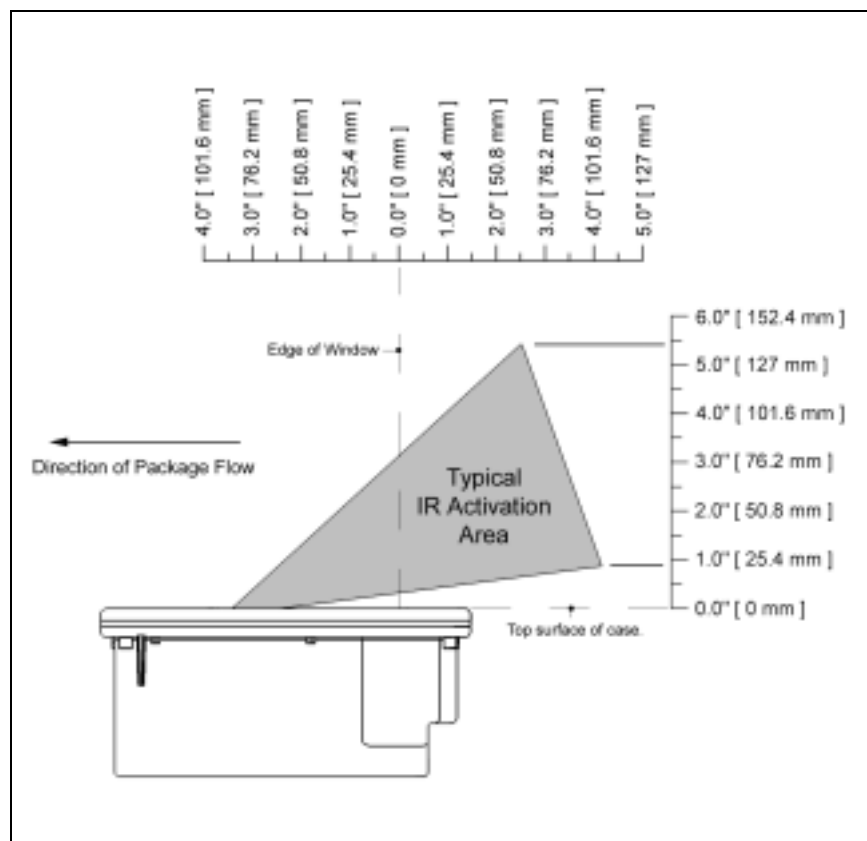 4.0" [ 101.6 mm ]
3.0" [ 76.2 mm ]
2.0" [ 50.8 mm ]
1.0" [ 25.4 mm ]
0.0" [ 0 mm ]
1.0" [ 25.4 mm ]
2.0" [ 50.8 mm ]
3.0" [ 76.2 mm ]
4.0" [ 101.6 mm ]
5.0" [ 127 mm ]
Edge of Window
6.0" [ 152.4 mm ]
5.0" [ 127 mm ]
4.0" [ 101.6 mm ]
3.0" [ 76.2 mm ]
2.0" [ 50.8 mm ]
1.0" [ 25.4 mm ]
0.0" [ 0 mm ]
Direction of Package Flow
Typical
IR Activation
Area
Top surface of case.